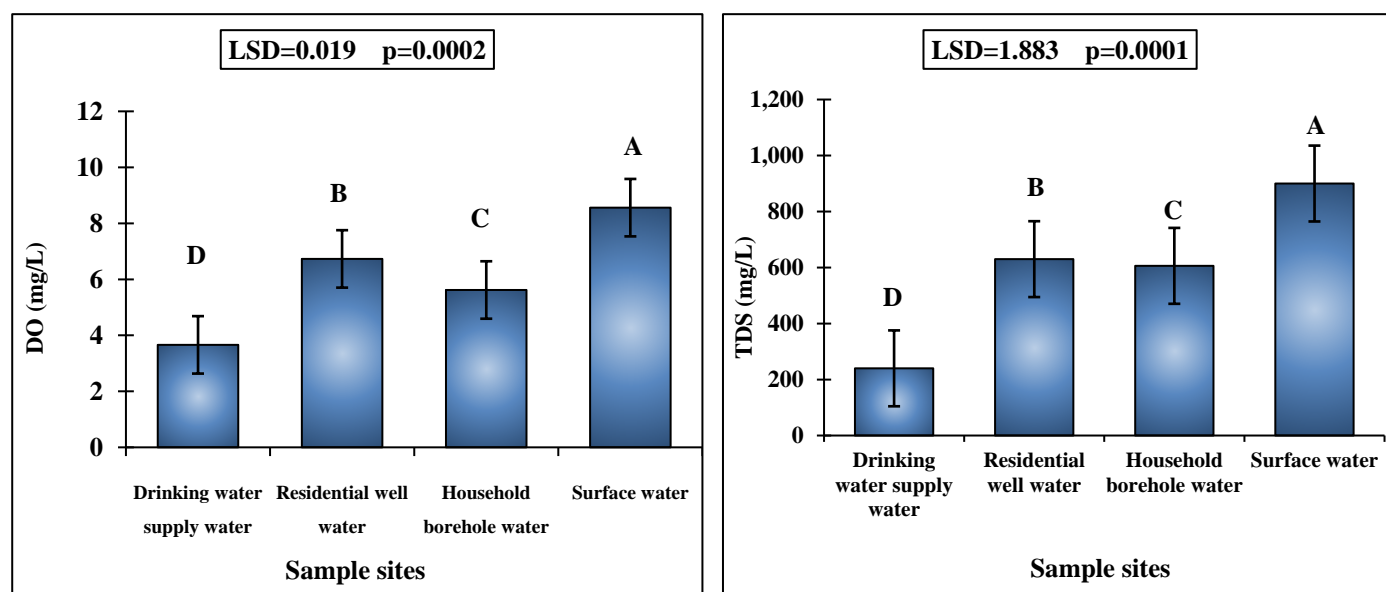 LSD=0.019 p=0.0002
DO (mg/L)
12
10
8
6
4
2
0
D
B
C
A
Drinking water
supply water
Residential well
water
Household
borehole water
Surface water
Sample sites
LSD=1.883 p=0.0001
TDS (mg/L)
1,200
1,000
800
600
400
200
0
D
B
C
A
Drinking
water supply
water
Residential
well water
Household
borehole water
Surface water
Sample sites